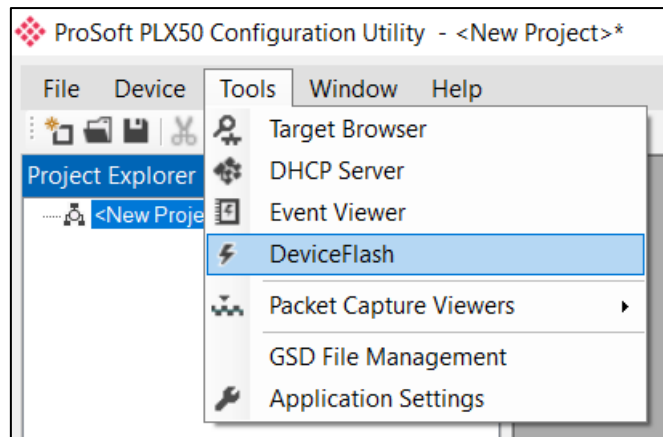 ProSoft PLX50 Configuration Utility - <New Project>*
File Device Tools Window Help
Target Browser
Project Explorer
DHCP Server
<New Proje
Event Viewer
DeviceFlash
Packet Capture Viewers
GSD File Management
Application Settings